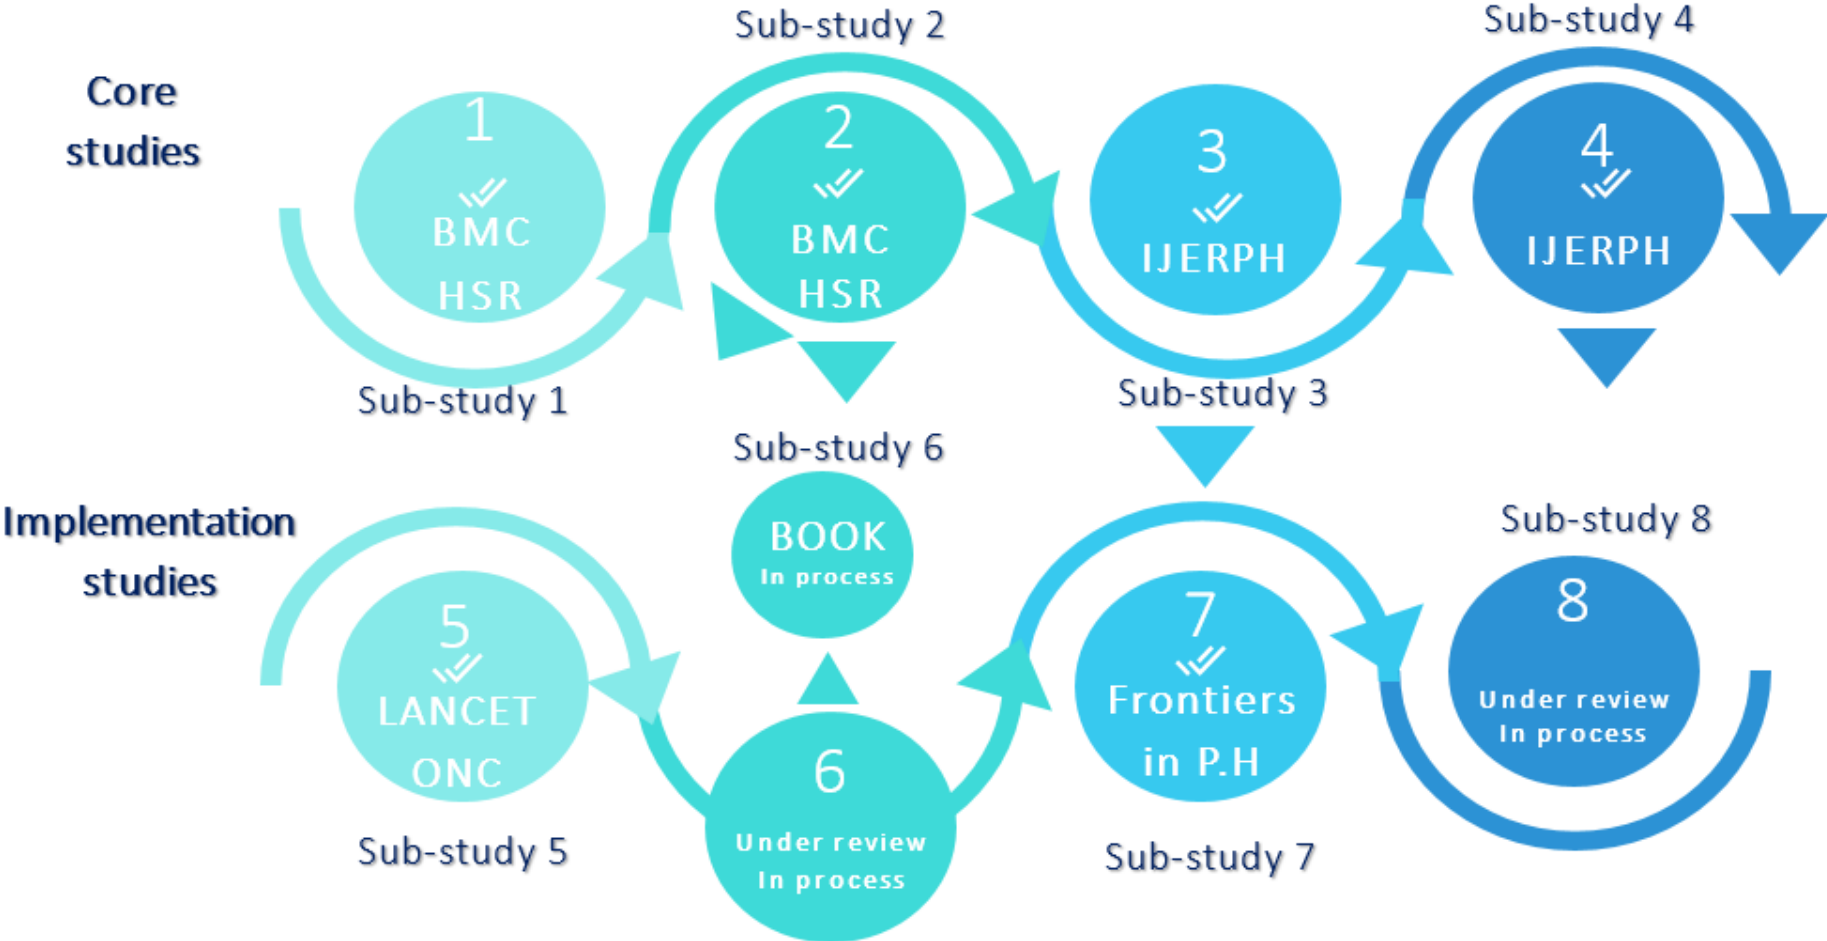 Core
studies
Sub-study 1
1
BMC
HSR
Sub-study 2
2
BMC
HSR
3
IJERPH
Sub-study 3
Sub-study 4
4
IJERPH
Implementation
studies
5
LANCET
ONC
Sub-study 5
Sub-study 6
BOOK
In process
6
Under review
In process
7
Frontiers
in P.H
Sub-study 7
Sub-study 8
8
Under review
In process